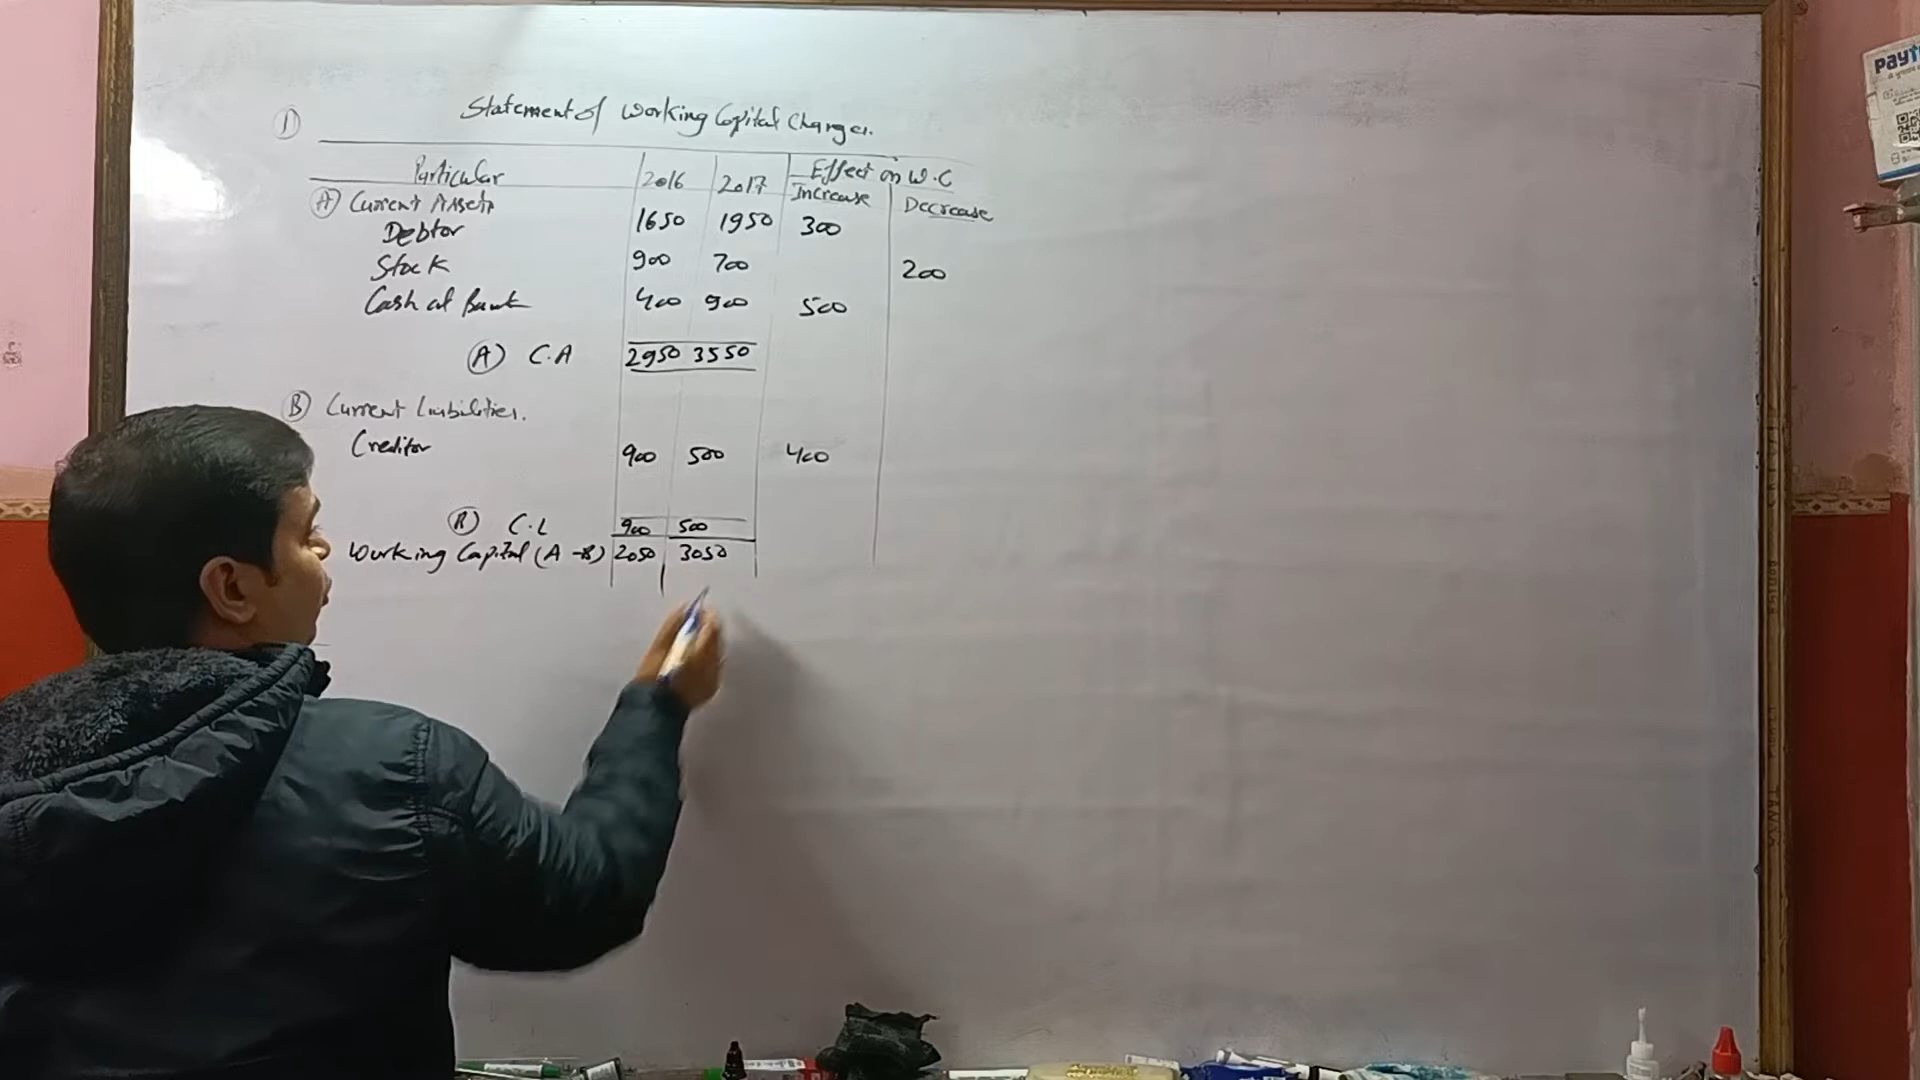 1) Statement of Working Capital Changes.
Particular 2016 2017 Effect on W.C
Increase Decrease
(A) Current Assets
Debtor 1650 1950 300
Stock 900 700 200
Cash at Bank 400 900 500
(A) C.A 2950 3550
(B) Current Liabilities.
Creditor 900 500 400
(B) C.L 900 500
Working Capital (A-B) 2050 3050
Payt